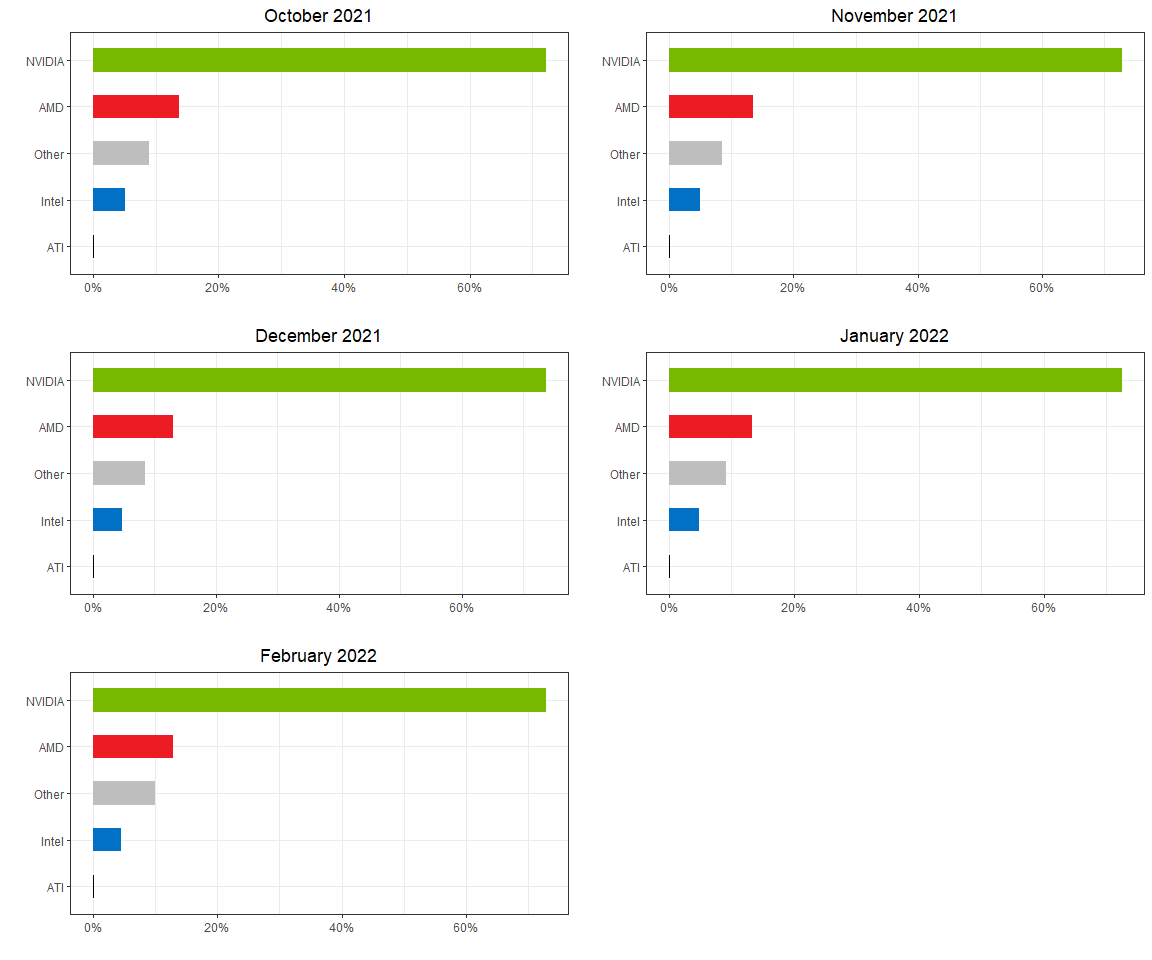 October 2021
NVIDIA
AMD
Other
Intel
ATI
0% 20% 40% 60%
November 2021
NVIDIA
AMD
Other
Intel
ATI
0% 20% 40% 60%
December 2021
NVIDIA
AMD
Other
Intel
ATI
0% 20% 40% 60%
January 2022
NVIDIA
AMD
Other
Intel
ATI
0% 20% 40% 60%
February 2022
NVIDIA
AMD
Other
Intel
ATI
0% 20% 40% 60%